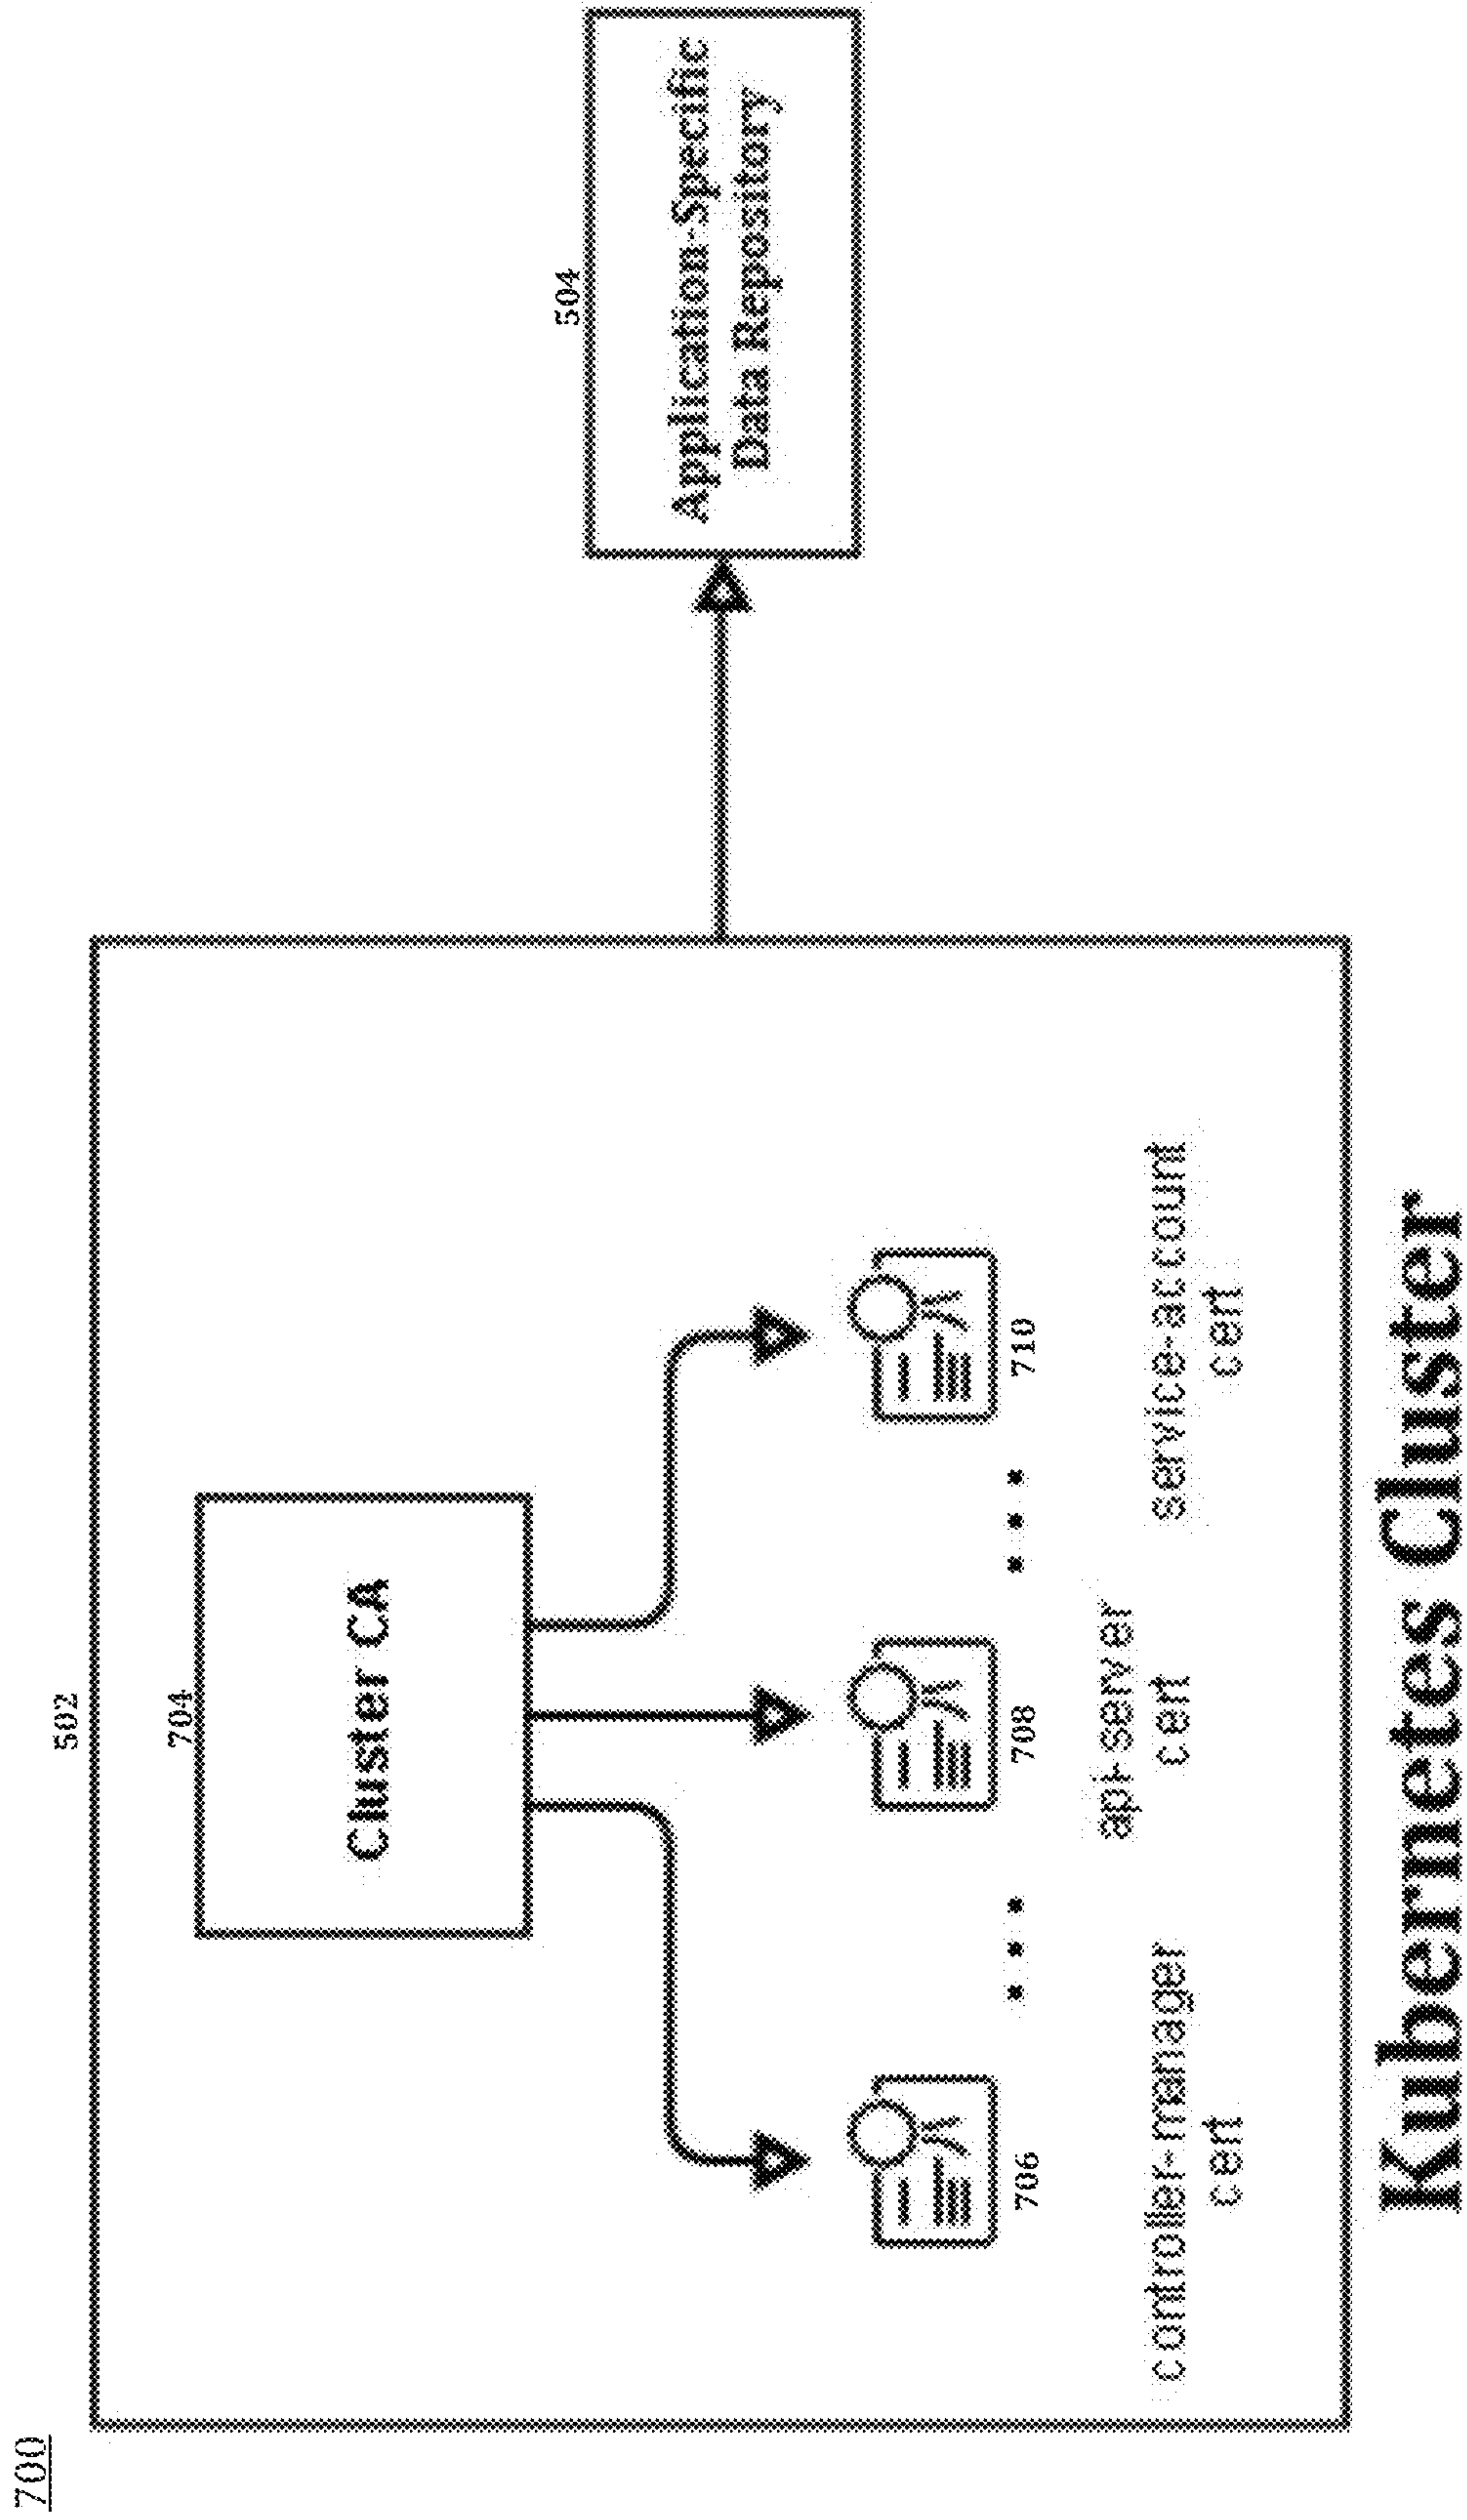 700
502
704
Cluster CA
706
708
710
controller-manager
cert
api-server
cert
service-account
cert
Kubernetes Cluster
504
Application-Specific
Data Repository